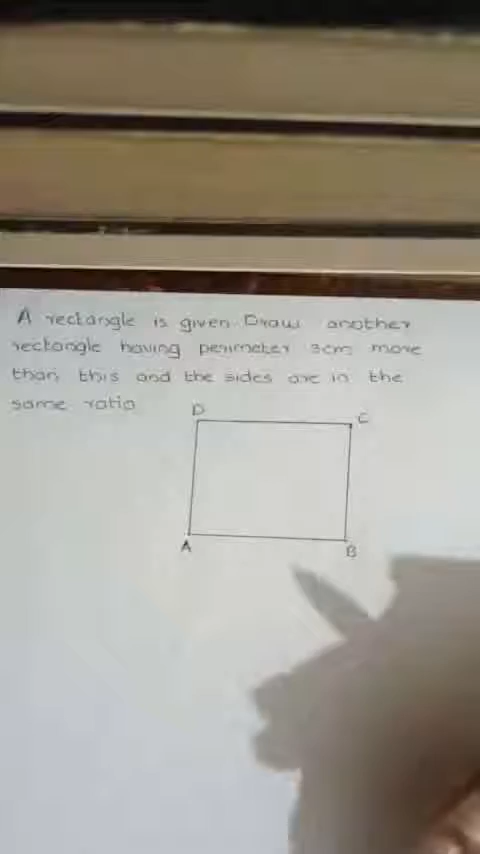 A rectangle is given. Draw another
rectangle having perimeter 3cm more
than this and the sides are in the
same ratio
D
C
A
B